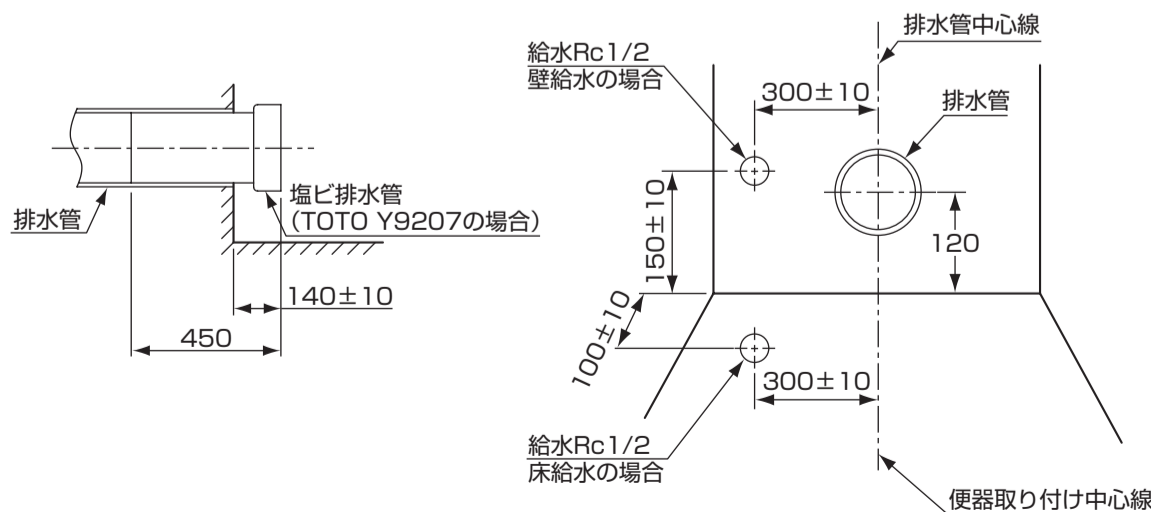 排水管
塩ビ排水管
（TOTO Y9207の場合）
140±10
450
排水管中心線
給水Rc1/2
壁給水の場合
300±10
排水管
150±10
120
100±10
300±10
給水Rc1/2
床給水の場合
便器取り付け中心線